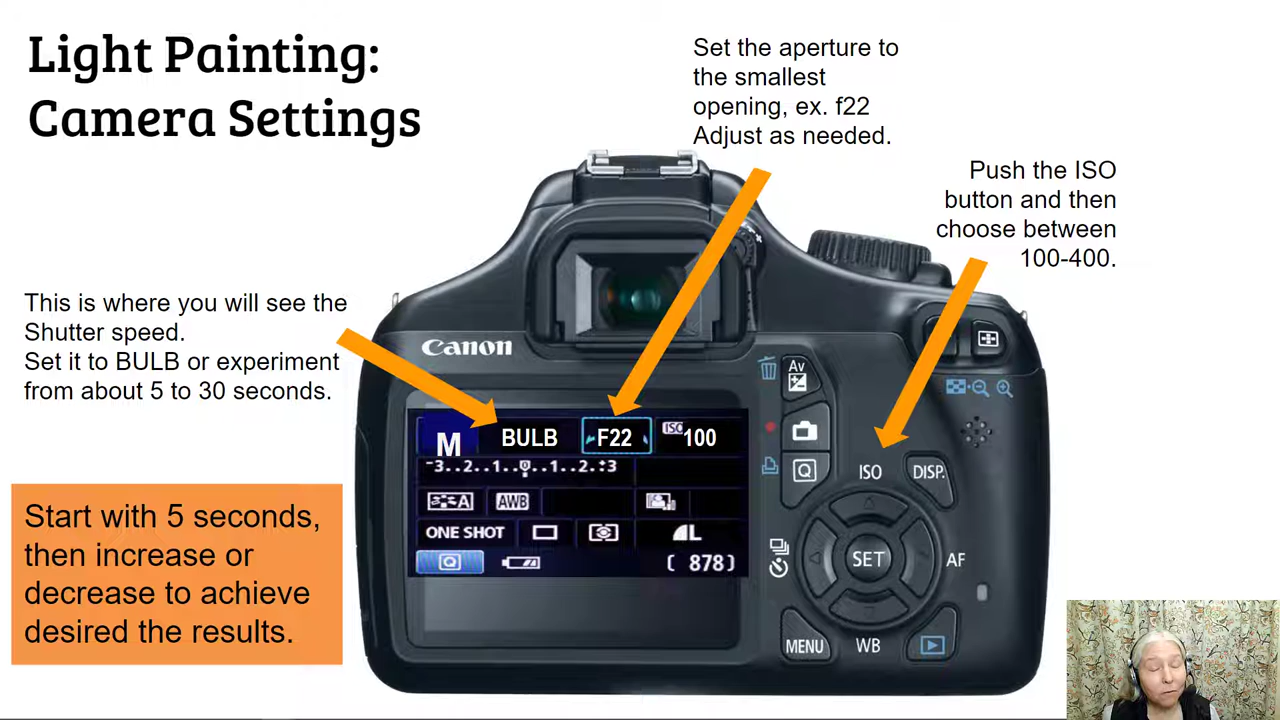 Light Painting:
Camera Settings
Set the aperture to
the smallest
opening, ex. f22
Adjust as needed.
Push the ISO
button and then
choose between
100-400.
This is where you will see the
Shutter speed.
Set it to BULB or experiment
from about 5 to 30 seconds.
Start with 5 seconds,
then increase or
decrease to achieve
desired the results.
Canon
M BULB F22 ISO 100
-3..2..1..0..1..2.:+3
A AWB
ONE SHOT L
Q (878)
Av
Q ISO DISP.
SET AF
MENU WB